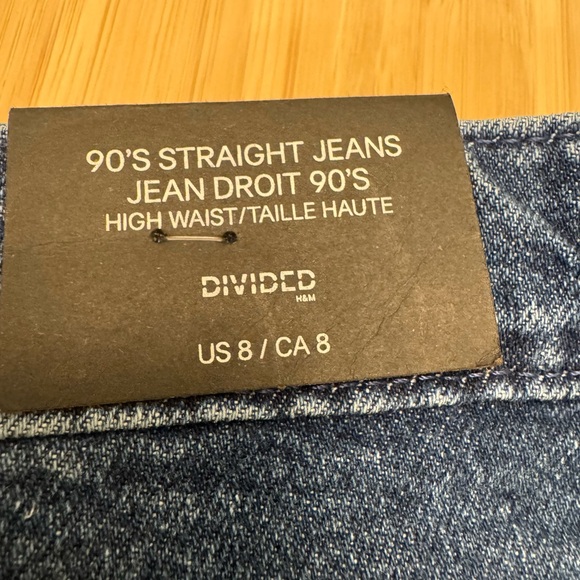 90'S STRAIGHT JEANS
JEAN DROIT 90'S
HIGH WAIST/TAILLE HAUTE
DIVIDED
H&M
US 8 / CA 8